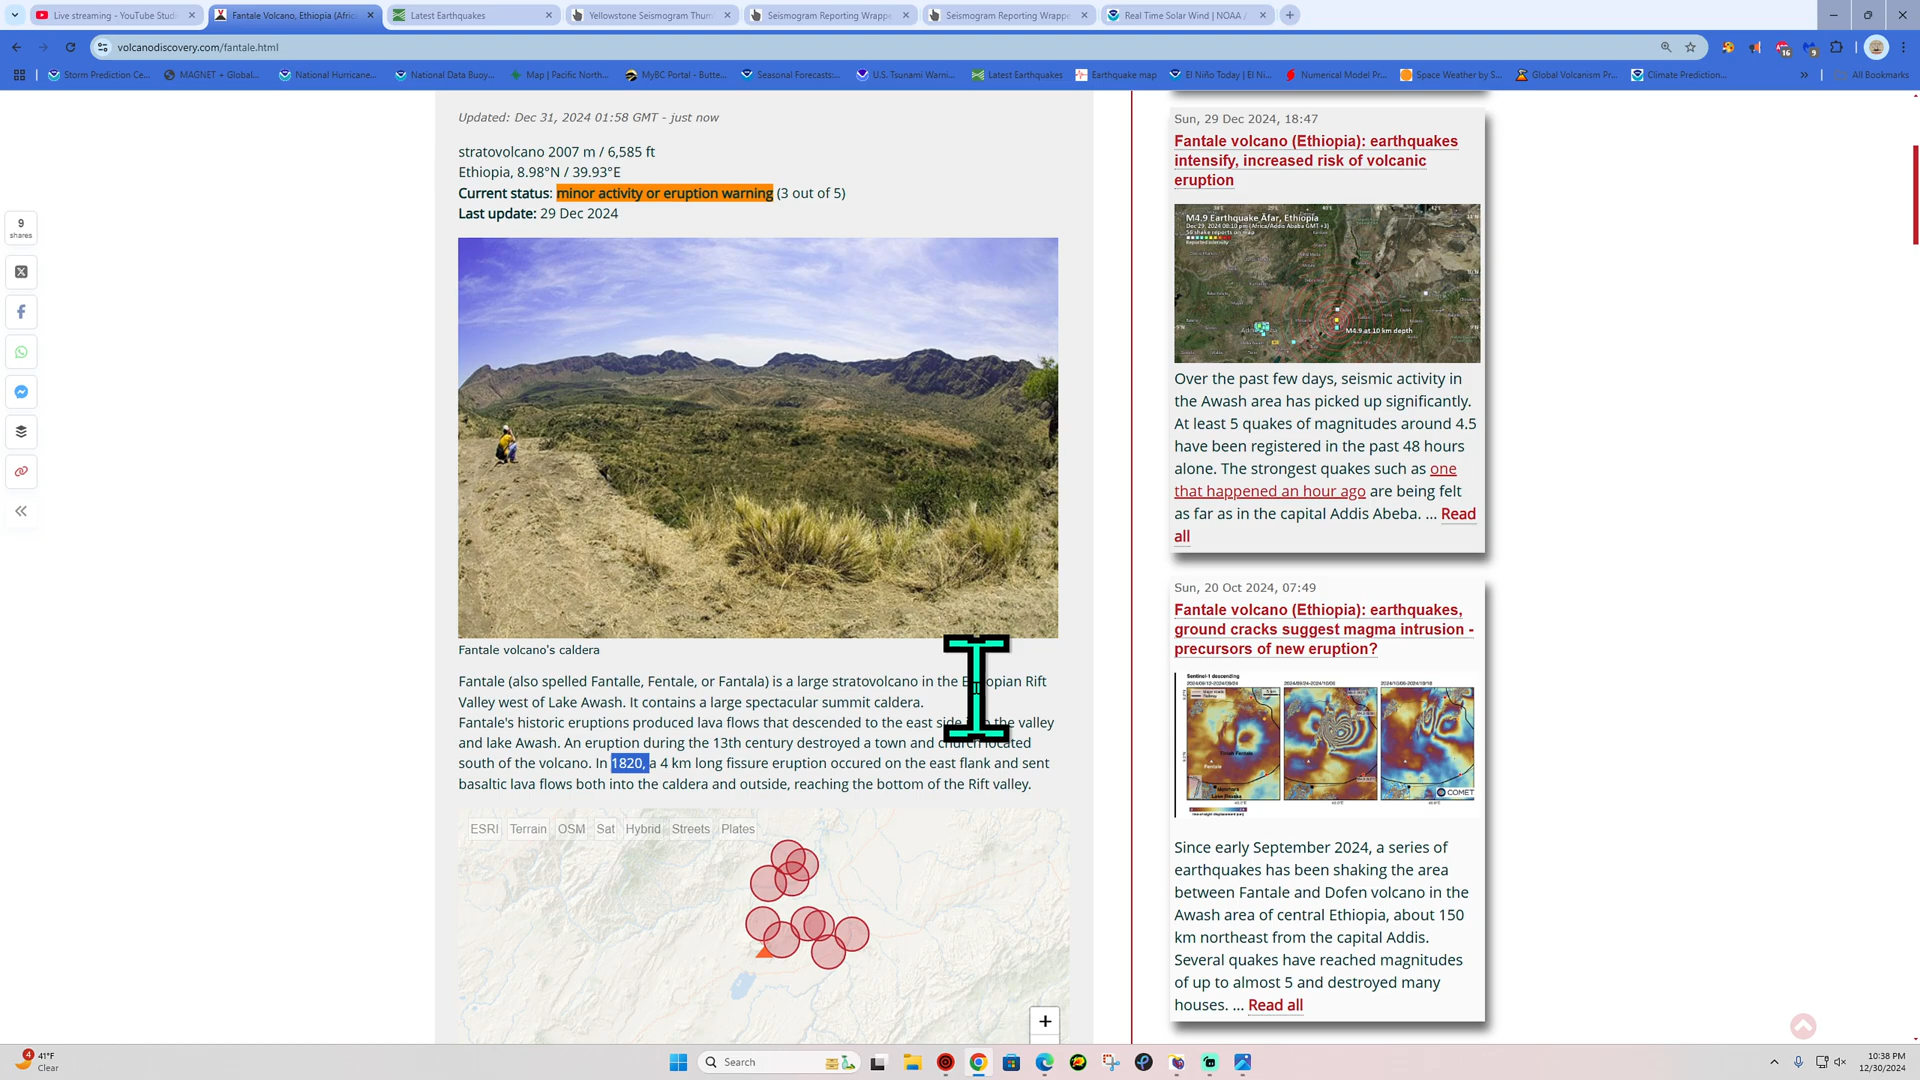 Live streaming - YouTube Studi
Fantale Volcano, Ethiopia (Afric
Latest Earthquakes
Yellowstone Seismogram Thum
Seismogram Reporting Wrappe
Seismogram Reporting Wrappe
Real Time Solar Wind | NOAA /
volcanodiscovery.com/fantale.html
Storm Prediction Ce...
MAGNET + Global...
National Hurricane...
National Data Buoy...
Map | Pacific North...
MyBC Portal - Butte...
Seasonal Forecasts:...
U.S. Tsunami Warni...
Latest Earthquakes
Earthquake map
El Niño Today | El Ni...
Numerical Model Pr...
Space Weather by S...
Global Volcanism Pr...
Climate Prediction...
All Bookmarks
9
shares
Updated: Dec 31, 2024 01:58 GMT - just now
stratovolcano 2007 m / 6,585 ft
Ethiopia, 8.98°N / 39.93°E
Current status: minor activity or eruption warning (3 out of 5)
Last update: 29 Dec 2024
Fantale volcano's caldera
Fantale (also spelled Fantalle, Fentale, or Fantala) is a large stratovolcano in the Rift
Valley west of Lake Awash. It contains a large spectacular summit caldera.
Fantale's historic eruptions produced lava flows that descended to the east side the valley
and lake Awash. An eruption during the 13th century destroyed a town and church located
south of the volcano. In 1820, a 4 km long fissure eruption occured on the east flank and sent
basaltic lava flows both into the caldera and outside, reaching the bottom of the Rift valley.
ESRI Terrain OSM Sat Hybrid Streets Plates
+
Sun, 29 Dec 2024, 18:47
Fantale volcano (Ethiopia): earthquakes
intensify, increased risk of volcanic
eruption
M4.9 Earthquake Afar, Ethiopia
Dec 29, 2024 08:10 pm (Africa/Addis Ababa GMT +3)
M4.9 at 10 km depth
Over the past few days, seismic activity in
the Awash area has picked up significantly.
At least 5 quakes of magnitudes around 4.5
have been registered in the past 48 hours
alone. The strongest quakes such as one
that happened an hour ago are being felt
as far as in the capital Addis Abeba. ... Read
all
Sun, 20 Oct 2024, 07:49
Fantale volcano (Ethiopia): earthquakes,
ground cracks suggest magma intrusion -
precursors of new eruption?
Sentinel-1 descending
COMET
Since early September 2024, a series of
earthquakes has been shaking the area
between Fantale and Dofen volcano in the
Awash area of central Ethiopia, about 150
km northeast from the capital Addis.
Several quakes have reached magnitudes
of up to almost 5 and destroyed many
houses. ... Read all
4
41°F
Clear
Search
10:38 PM
12/30/2024